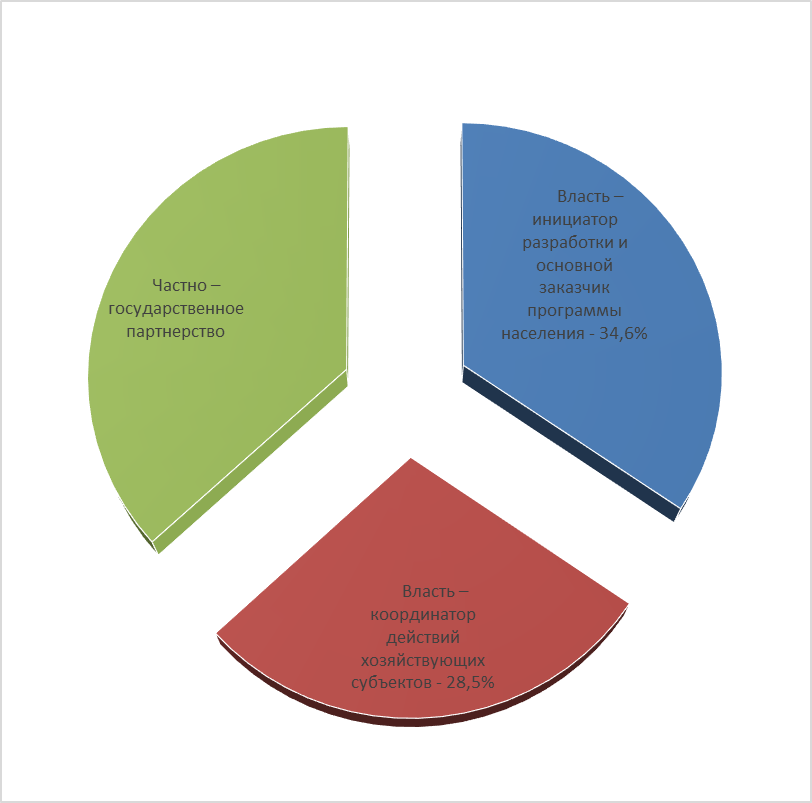 Власть –
инициатор
разработки и
основной
заказчик
программы
населения - 34,6%
Частно –
государственное
партнерство
Власть –
координатор
действий
хозяйствующих
субъектов - 28,5%